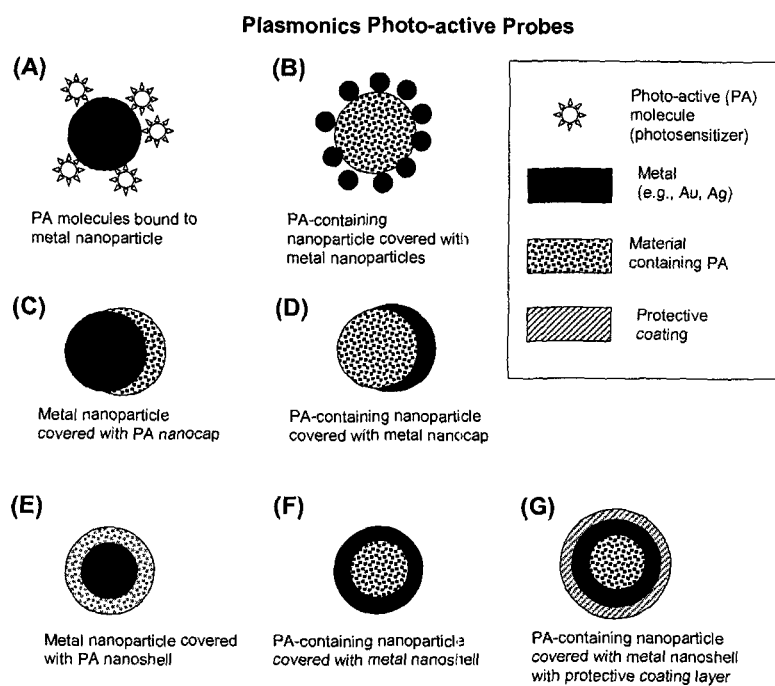 Plasmonics Photo-active Probes
(A)
PA molecules bound to
metal nanoparticle
(B)
PA-containing
nanoparticle covered with
metal nanoparticles
Photo-active (PA)
molecule
(photosensitizer)
Metal
(e.g., Au, Ag)
Material
containing PA
Protective
coating
(C)
Metal nanoparticle
covered with PA nanocap
(D)
PA-containing nanoparticle
covered with metal nanocap
(E)
Metal nanoparticle covered
with PA nanoshell
(F)
PA-containing nanoparticle
covered with metal nanoshell
(G)
PA-containing nanoparticle
covered with metal nanoshell
with protective coating layer